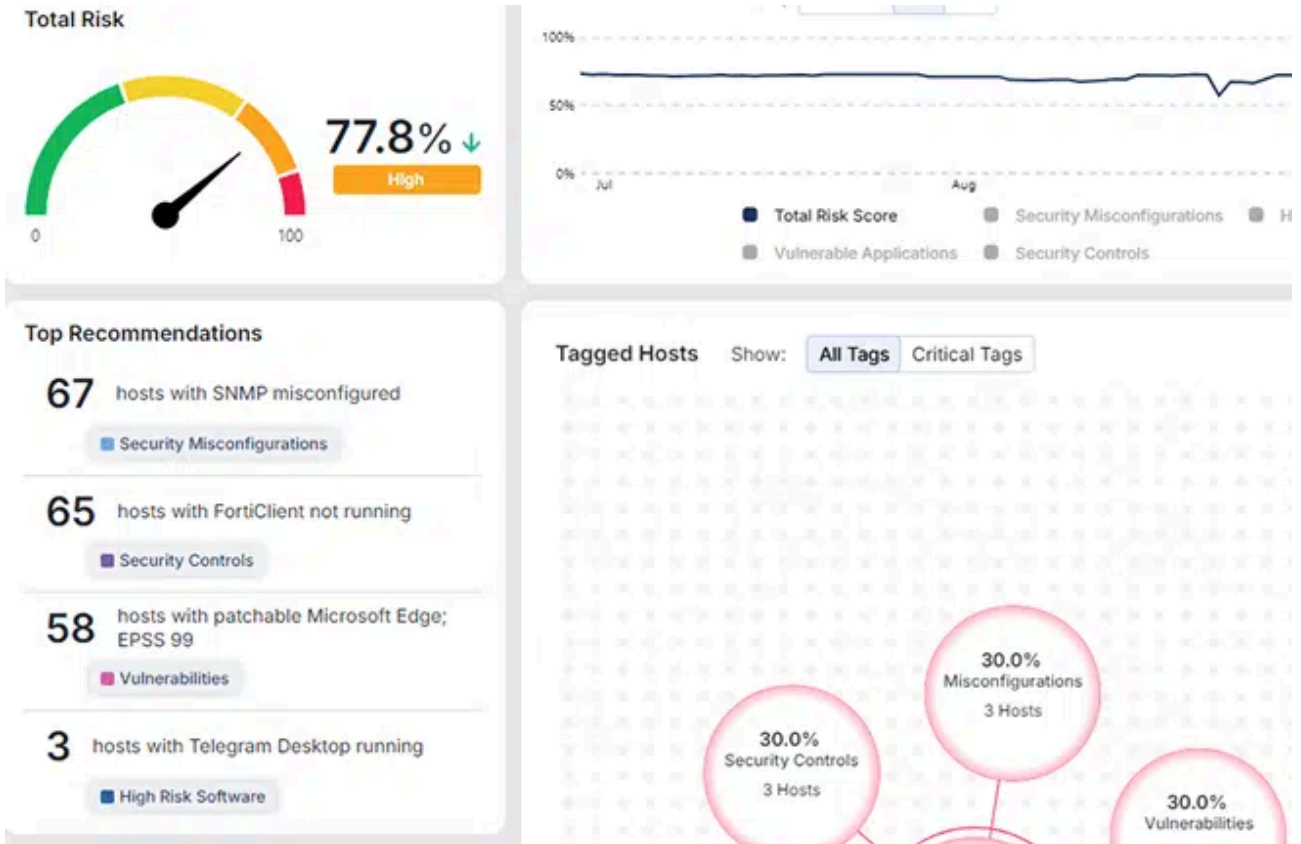 Total Risk
77.8%
High
0
100
100%
50%
0%
Jul
Aug
Total Risk Score
Security Misconfigurations
H
Vulnerable Applications
Security Controls
Top Recommendations
67 hosts with SNMP misconfigured
Security Misconfigurations
65 hosts with FortiClient not running
Security Controls
58 hosts with patchable Microsoft Edge;
EPSS 99
Vulnerabilities
3 hosts with Telegram Desktop running
High Risk Software
Tagged Hosts Show: All Tags Critical Tags
30.0%
Misconfigurations
3 Hosts
30.0%
Security Controls
3 Hosts
30.0%
Vulnerabilities